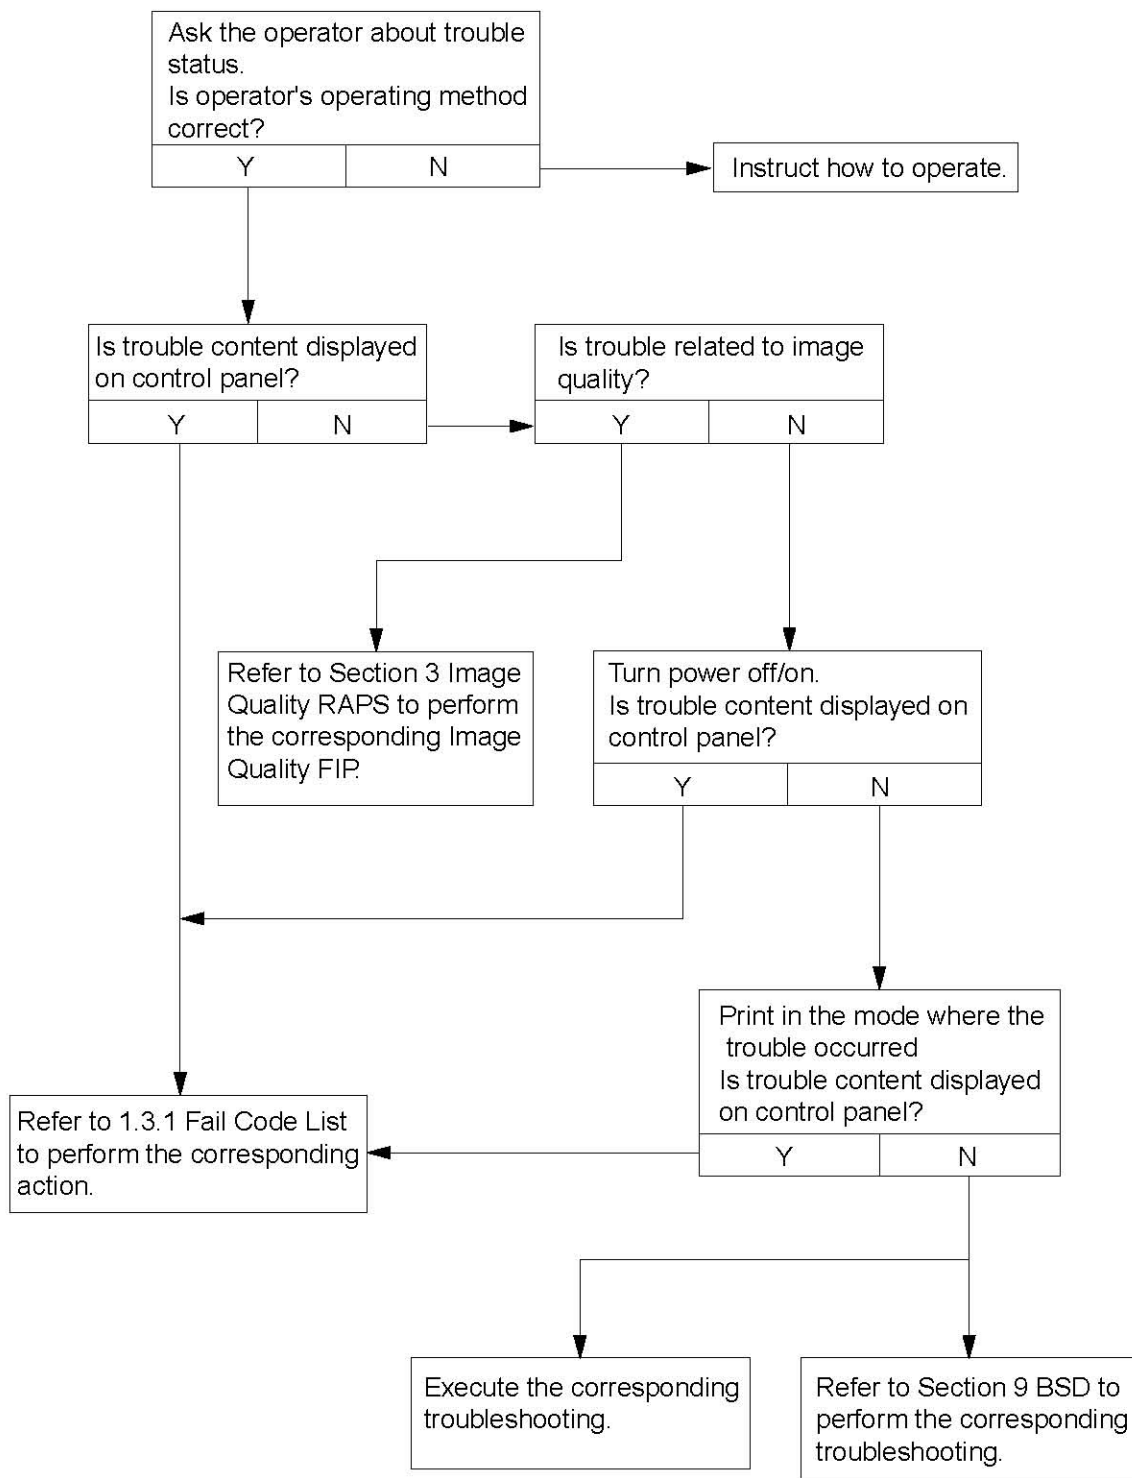 Ask the operator about trouble
status.
Is operator's operating method
correct?
Y
N
Instruct how to operate.
Is trouble content displayed
on control panel?
Y
N
Is trouble related to image
quality?
Y
N
Refer to Section 3 Image
Quality RAPS to perform
the corresponding Image
Quality FIP.
Turn power off/on.
Is trouble content displayed on
control panel?
Y
N
Print in the mode where the
trouble occurred
Is trouble content displayed
on control panel?
Y
N
Refer to 1.3.1 Fail Code List
to perform the corresponding
action.
Execute the corresponding
troubleshooting.
Refer to Section 9 BSD to
perform the corresponding
troubleshooting.